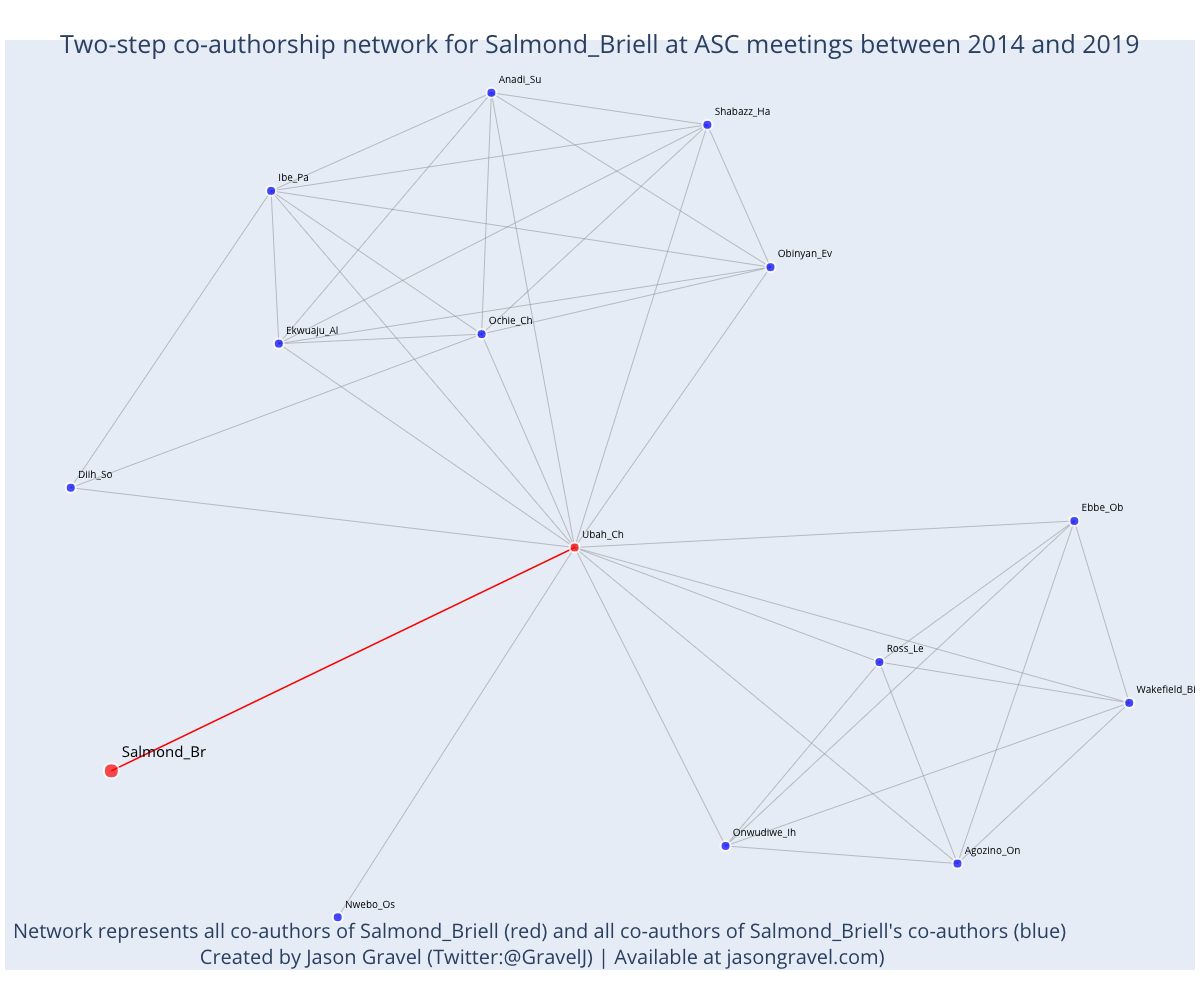 Two-step co-authorship network for Salmond_Briell at ASC meetings between 2014 and 2019
Anadi_Su
Shabazz_Ha
Ibe_Pa
Obinyan_Ev
Ochie_Ch
Ekwuaju_Al
Diih_So
Ebbe_Ob
Ubah_Ch
Ross_Le
Wakefield_Bi
Salmond_Br
Onwudiwe_Ih
Agozino_On
Nwebo_Os
Network represents all co-authors of Salmond_Briell (red) and all co-authors of Salmond_Briell's co-authors (blue)
Created by Jason Gravel (Twitter:@GravelJ) | Available at jasongravel.com)